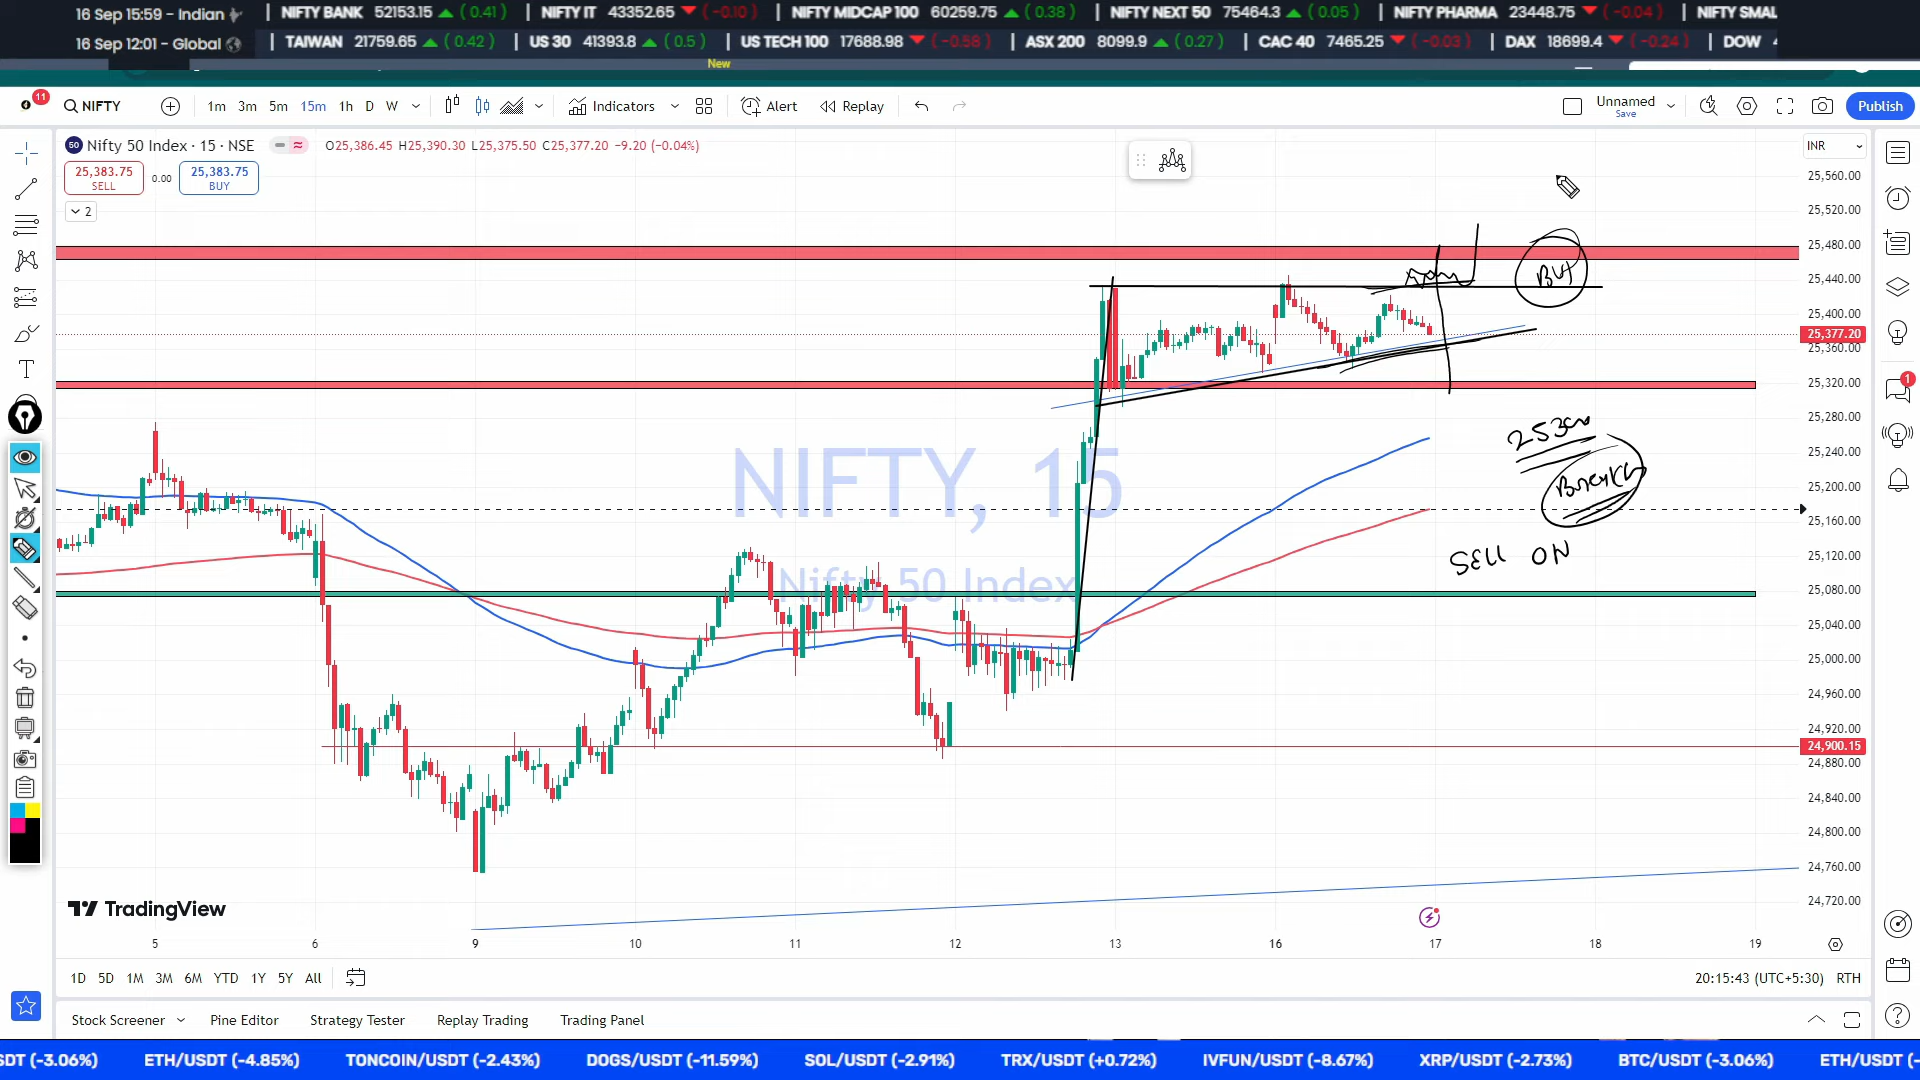 16 Sep 15:59 - Indian | NIFTY BANK 52153.15 ▲ ( 0.41 ) | NIFTY IT 43352.65 ▼ ( -0.10 ) | NIFTY MIDCAP 100 60259.75 ▲ ( 0.38 ) | NIFTY NEXT 50 75464.3 ▲ ( 0.05 ) | NIFTY PHARMA 23448.75 ▼ ( -0.04 ) | NIFTY SMAL
16 Sep 12:01 - Global | TAIWAN 21759.65 ▲ ( 0.42 ) | US 30 41393.8 ▲ ( 0.5 ) | US TECH 100 17688.98 ▼ ( -0.58 ) | ASX 200 8099.9 ▲ ( 0.27 ) | CAC 40 7465.25 ▼ ( -0.03 ) | DAX 18699.4 ▼ ( -0.24 ) | DOW
New
11 NIFTY 1m 3m 5m 15m 1h D W Indicators Alert Replay Unnamed Save Publish
50 Nifty 50 Index · 15 · NSE O25,386.45 H25,390.30 L25,375.50 C25,377.20 -9.20 (-0.04%) INR
25,383.75 SELL 0.00 25,383.75 BUY
2
25,560.00
25,520.00
25,480.00
25,440.00
BUY
25,400.00
25,377.20
25,360.00
25,320.00
25,280.00
25,240.00
25,200.00
25,160.00
25,120.00
25,080.00
25,040.00
25,000.00
24,960.00
24,920.00
24,900.15
24,880.00
24,840.00
24,800.00
24,760.00
24,720.00
NIFTY, 15
Nifty 50 Index
SELL ON
1
TradingView
5 6 9 10 11 12 13 16 17 18 19
1D 5D 1M 3M 6M YTD 1Y 5Y All 20:15:43 (UTC+5:30) RTH
Stock Screener Pine Editor Strategy Tester Replay Trading Trading Panel
SDT (-3.06%) ETH/USDT (-4.85%) TONCOIN/USDT (-2.43%) DOGS/USDT (-11.59%) SOL/USDT (-2.91%) TRX/USDT (+0.72%) IVFUN/USDT (-8.67%) XRP/USDT (-2.73%) BTC/USDT (-3.06%) ETH/USDT (-